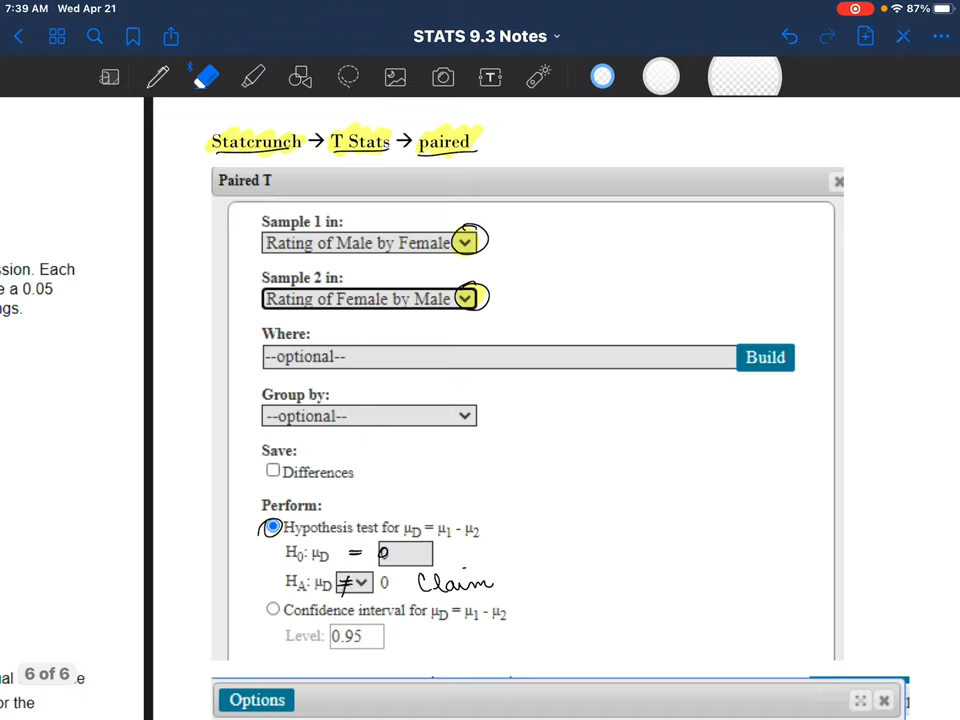 7:39 AM Wed Apr 21
87%
STATS 9.3 Notes
T
Statcrunch → T Stats → paired
Paired T
Sample 1 in:
Rating of Male by Female
Sample 2 in:
ssion. Each
Rating of Female by Male
e a 0.05
ngs.
Where:
--optional-- Build
Group by:
--optional--
Save:
Differences
Perform:
Hypothesis test for μD = μ1 - μ2
H0: μD = 0
HA: μD ≠ 0 Claim
Confidence interval for μD = μ1 - μ2
Level: 0.95
6 of 6
or the
Options